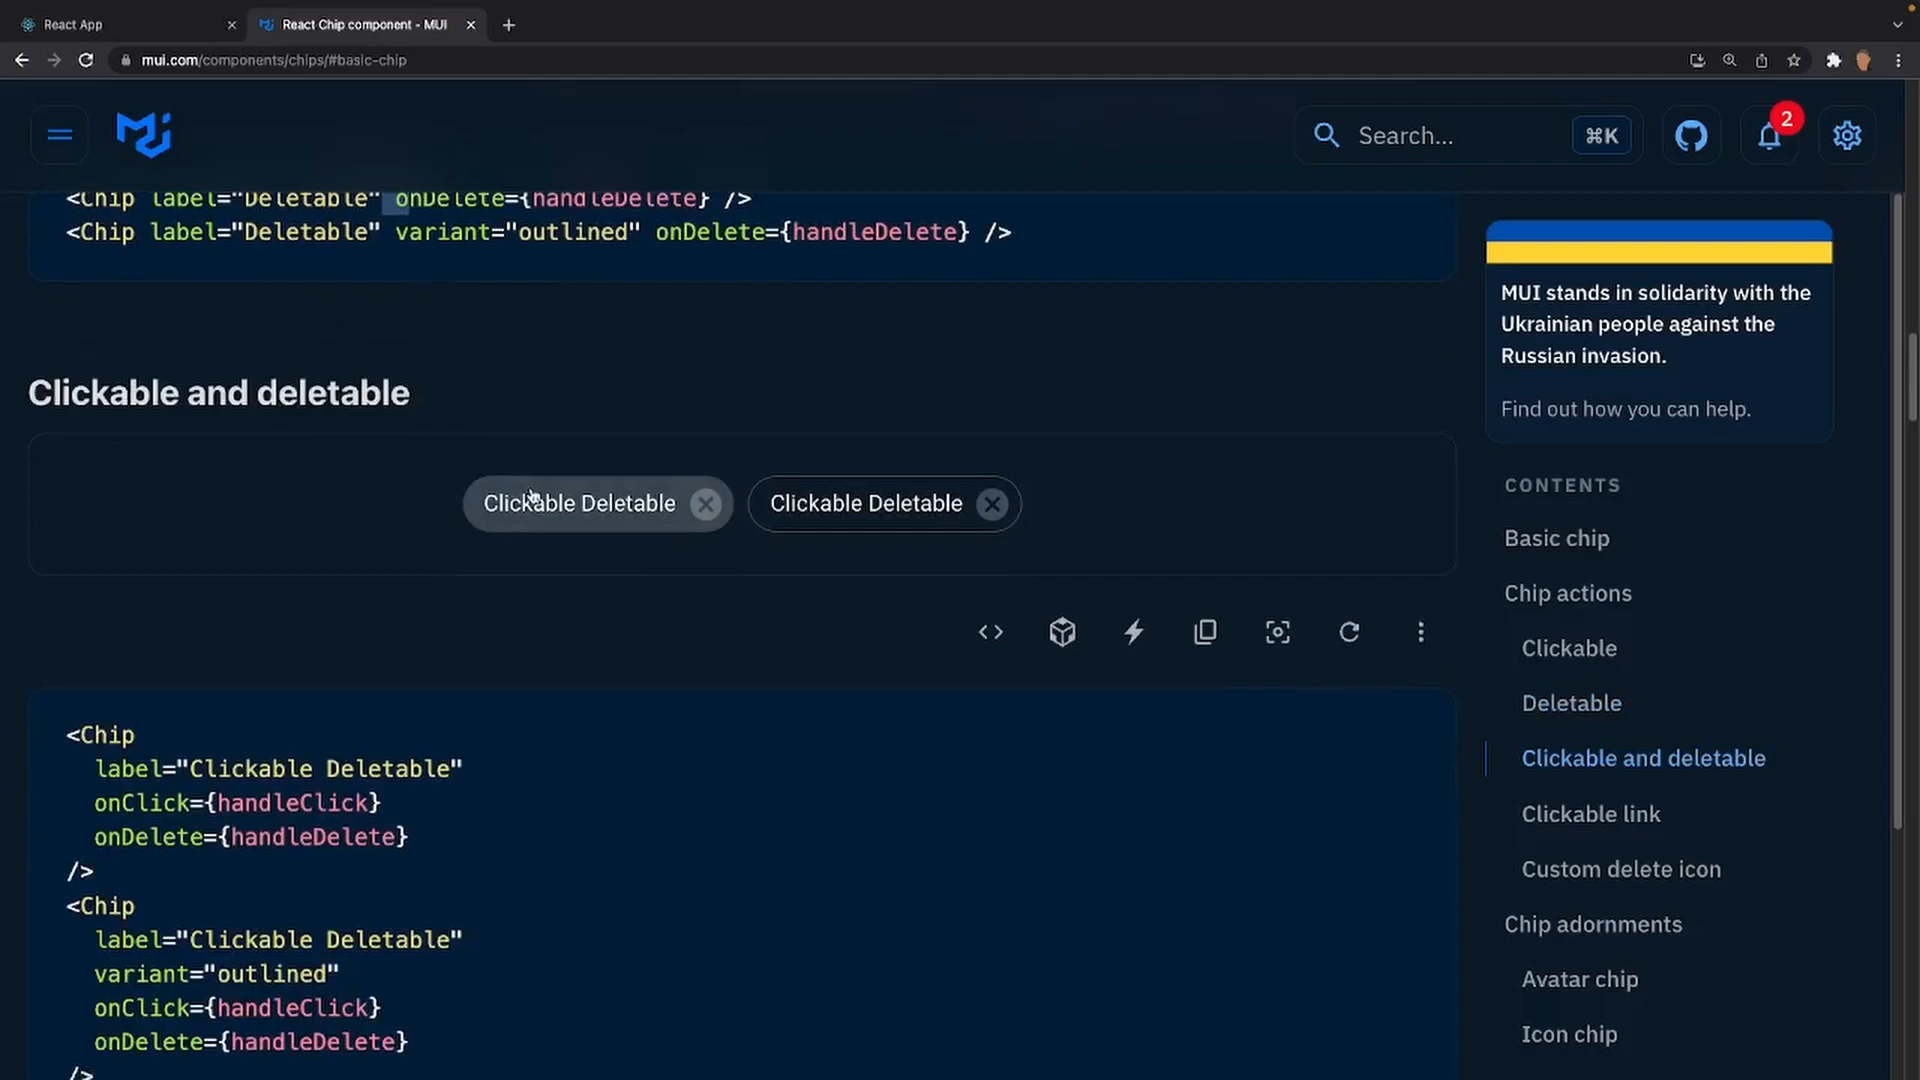 React App
React Chip component - MUI
mui.com/components/chips/#basic-chip
Search...
⌘K
2
<Chip label="Deletable" onDelete={handleDelete} />
<Chip label="Deletable" variant="outlined" onDelete={handleDelete} />
Clickable and deletable
Clickable Deletable
Clickable Deletable
<Chip
label="Clickable Deletable"
onClick={handleClick}
onDelete={handleDelete}
/>
<Chip
label="Clickable Deletable"
variant="outlined"
onClick={handleClick}
onDelete={handleDelete}
/>
MUI stands in solidarity with the
Ukrainian people against the
Russian invasion.
Find out how you can help.
CONTENTS
Basic chip
Chip actions
Clickable
Deletable
Clickable and deletable
Clickable link
Custom delete icon
Chip adornments
Avatar chip
Icon chip